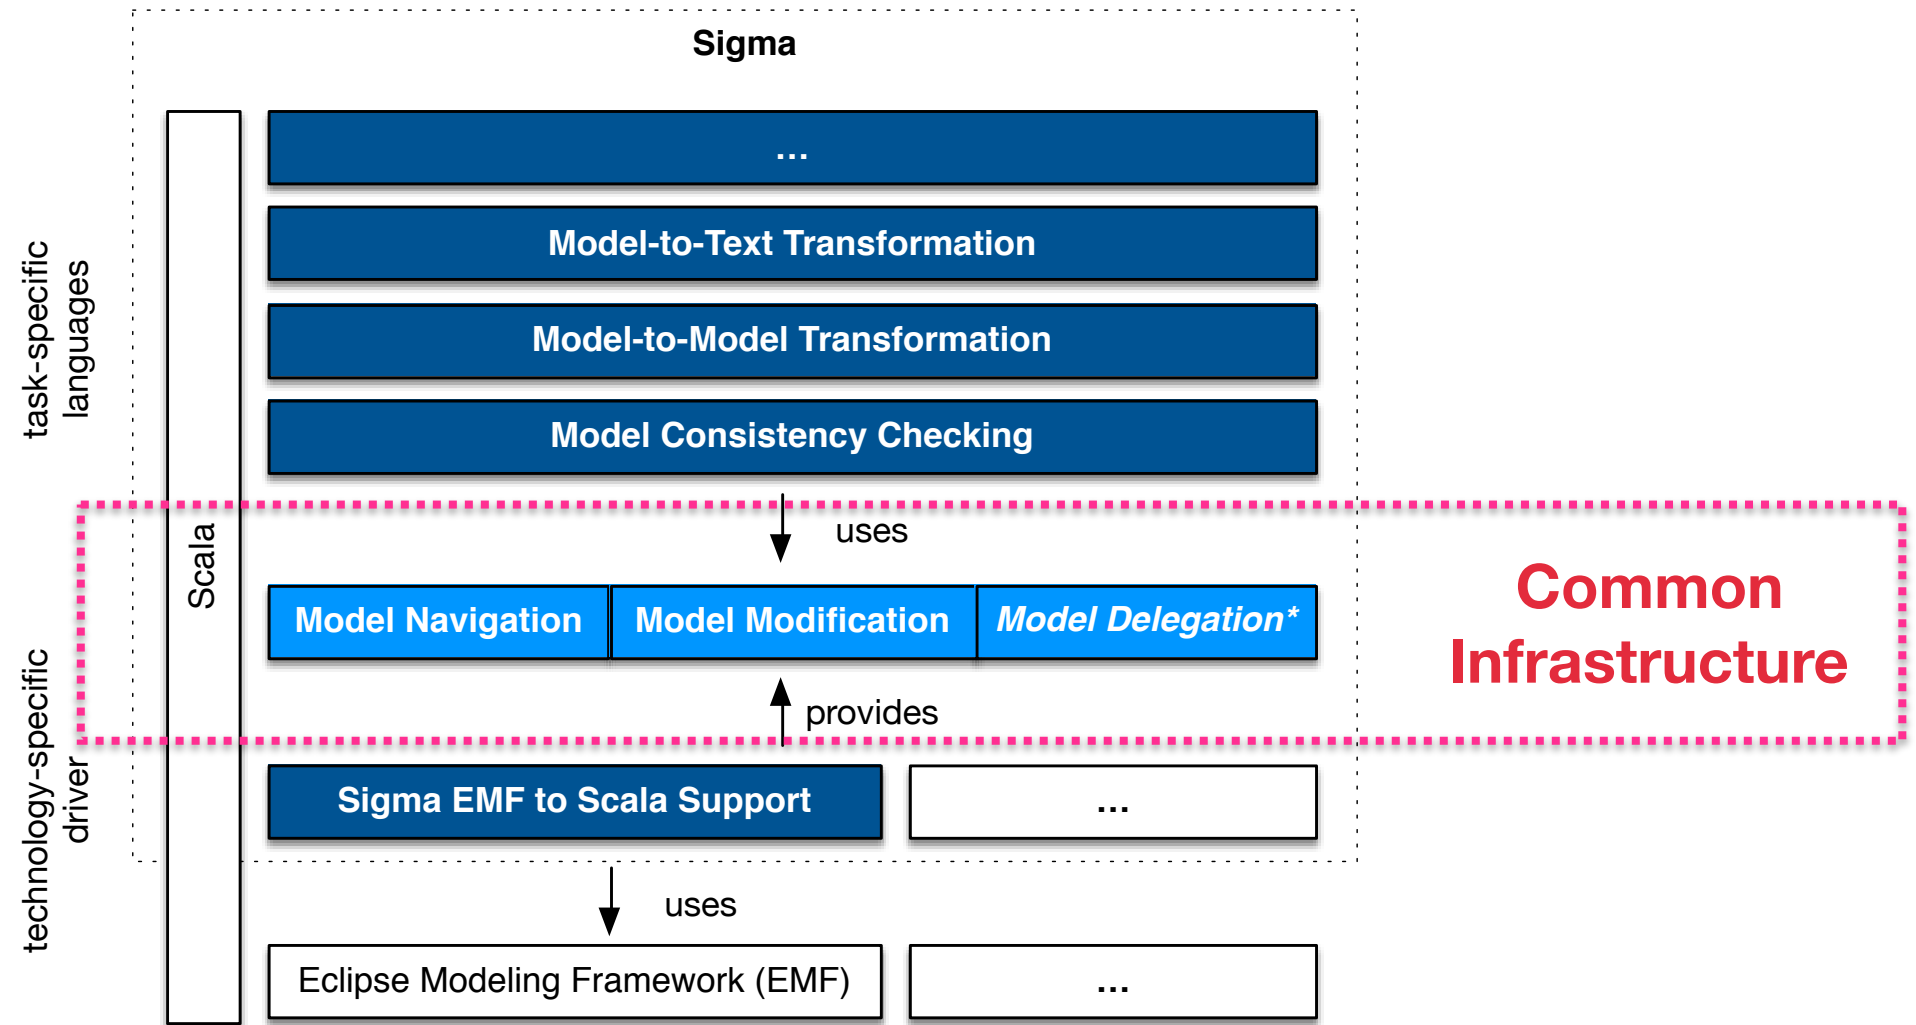 Sigma
task-specific
languages
...
Model-to-Text Transformation
Model-to-Model Transformation
Model Consistency Checking
Scala
uses
Model Navigation
Model Modification
Model Delegation*
Common
Infrastructure
provides
technology-specific
driver
Sigma EMF to Scala Support
...
uses
Eclipse Modeling Framework (EMF)
...